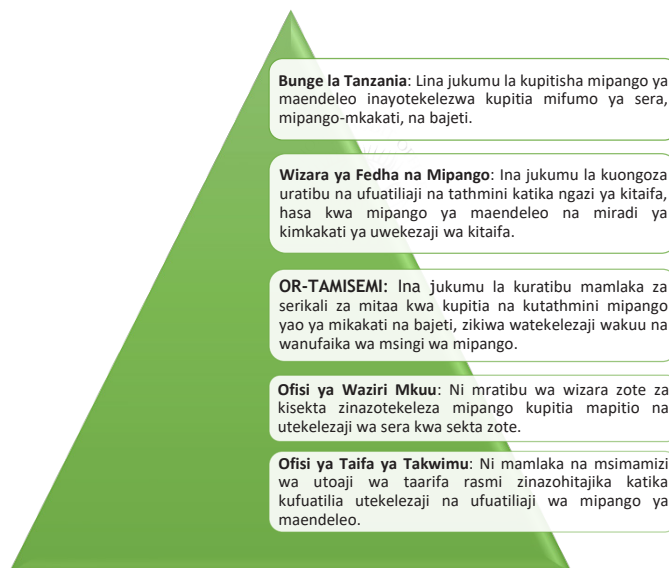 Bunge la Tanzania: Lina jukumu la kupitisha mipango ya
maendeleo inayotekelezwa kupitia mifumo ya sera,
mipango-mkakati, na bajeti.
Wizara ya Fedha na Mipango: Ina jukumu la kuongoza
uratibu na ufuatiliaji na tathmini katika ngazi ya kitaifa,
hasa kwa mipango ya maendeleo na miradi ya
kimkakati ya uwekezaji wa kitaifa.
OR-TAMISEMI: Ina jukumu la kuratibu mamlaka za
serikali za mitaa kwa kupitia na kutathmini mipango
yao ya mikakati na bajeti, zikiwa watekelezaji wakuu na
wanufaika wa msingi wa mipango.
Ofisi ya Waziri Mkuu: Ni mratibu wa wizara zote za
kisekta zinazotekeleza mipango kupitia mapitio na
utekelezaji wa sera kwa sekta zote.
Ofisi ya Taifa ya Takwimu: Ni mamlaka na msimamizi
wa utoaji wa taarifa rasmi zinazohitajika katika
kufuatilia utekelezaji na ufuatiliaji wa mipango ya
maendeleo.